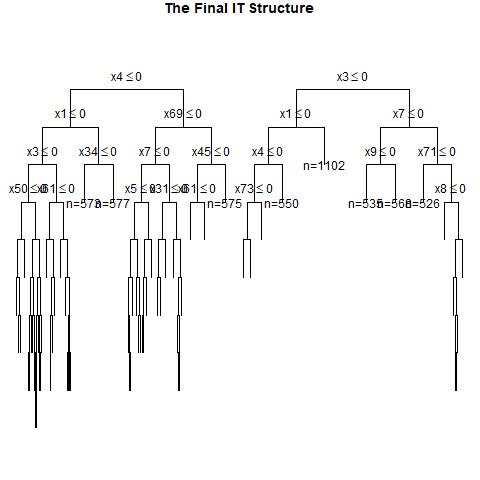 The Final IT Structure
x4 ≤ 0
x3 ≤ 0
x1 ≤ 0
x69 ≤ 0
x1 ≤ 0
x7 ≤ 0
x3 ≤ 0
x34 ≤ 0
x7 ≤ 0
x45 ≤ 0
x4 ≤ 0
n=1102
x9 ≤ 0
x71 ≤ 0
x50 ≤ 0
x61 ≤ 0
n=573
n=577
x5 ≤ 0
x31 ≤ 0
x61 ≤ 0
n=575
x73 ≤ 0
n=550
n=535
n=568
n=526
x8 ≤ 0